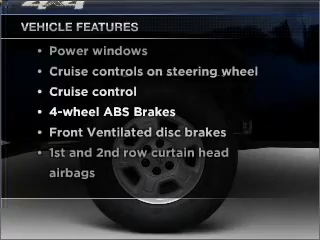 4x4
VEHICLE FEATURES
• Power windows
• Cruise controls on steering wheel
• Cruise control
• 4-wheel ABS Brakes
• Front Ventilated disc brakes
• 1st and 2nd row curtain head
airbags